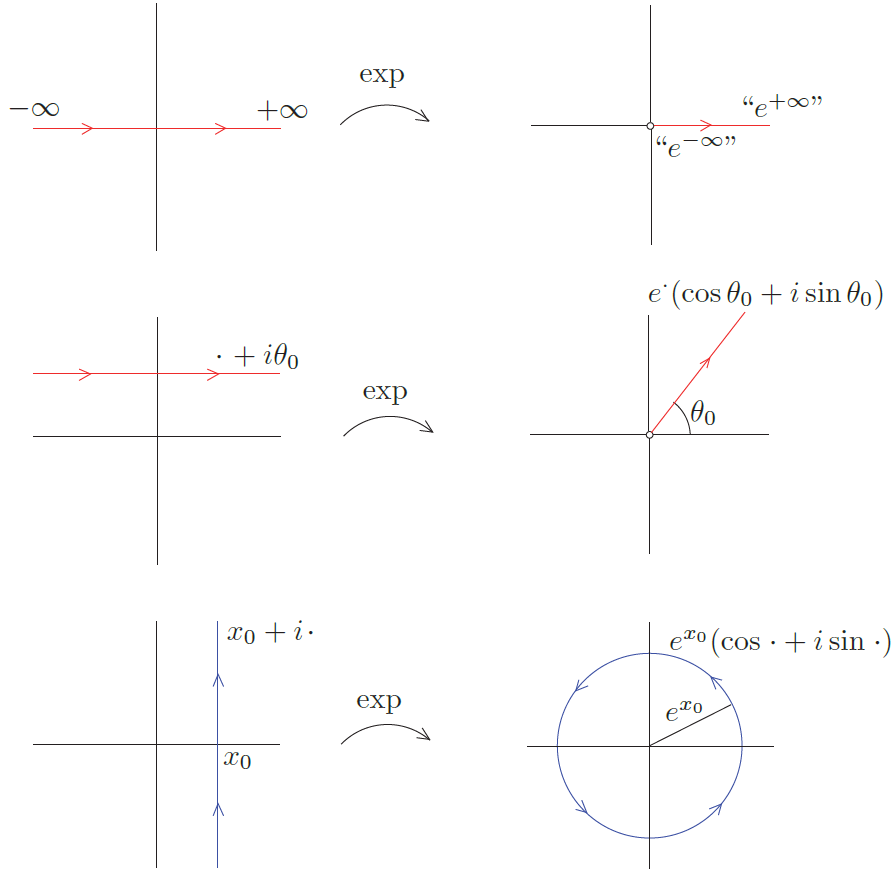 exp
−∞ +∞ “e^{+∞}”
“e^{−∞}”
e^{·}(cos θ₀ + i sin θ₀)
· + iθ₀
exp
θ₀
x₀ + i·
e^{x₀}(cos · + i sin ·)
exp
e^{x₀}
x₀